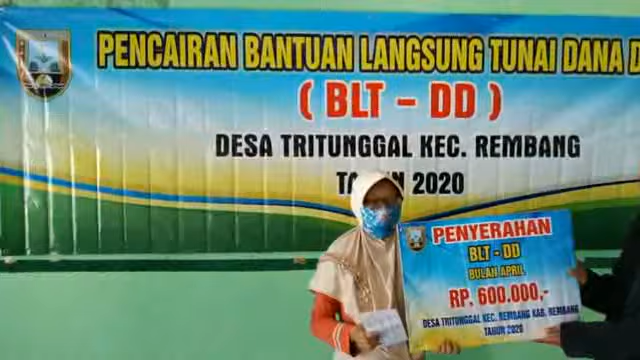 PENCAIRAN BANTUAN LANGSUNG TUNAI DANA
( BLT - DD )
DESA TRITUNGGAL KEC. REMBANG
2020
PENYERAHAN
BLT - DD
BULAN APRIL
RP. 600.000,-
DESA TRITUNGGAL KEC. REMBANG KAB. REMBANG
TAHUN 2020